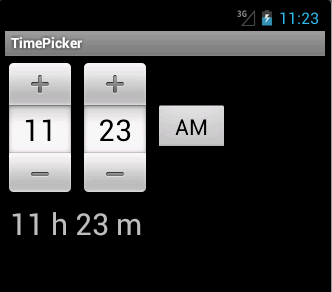 3G 11:23
TimePicker
+ +
11 23 AM
- -
11 h 23 m